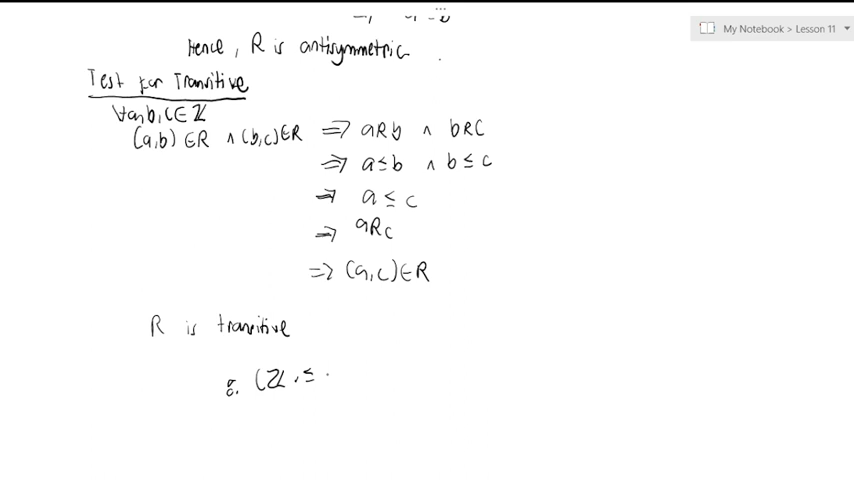 My Notebook > Lesson 11
Hence, R is antisymmetric.
Test for Transitive
∀a,b,c∈ℤ
(a,b) ∈R ∧ (b,c)∈R ⇒ aRb ∧ bRc
⇒ a≤b ∧ b≤c
⇒ a ≤ c
⇒ aRc
⇒ (a,c)∈R
R is transitive
(ℤ,≤